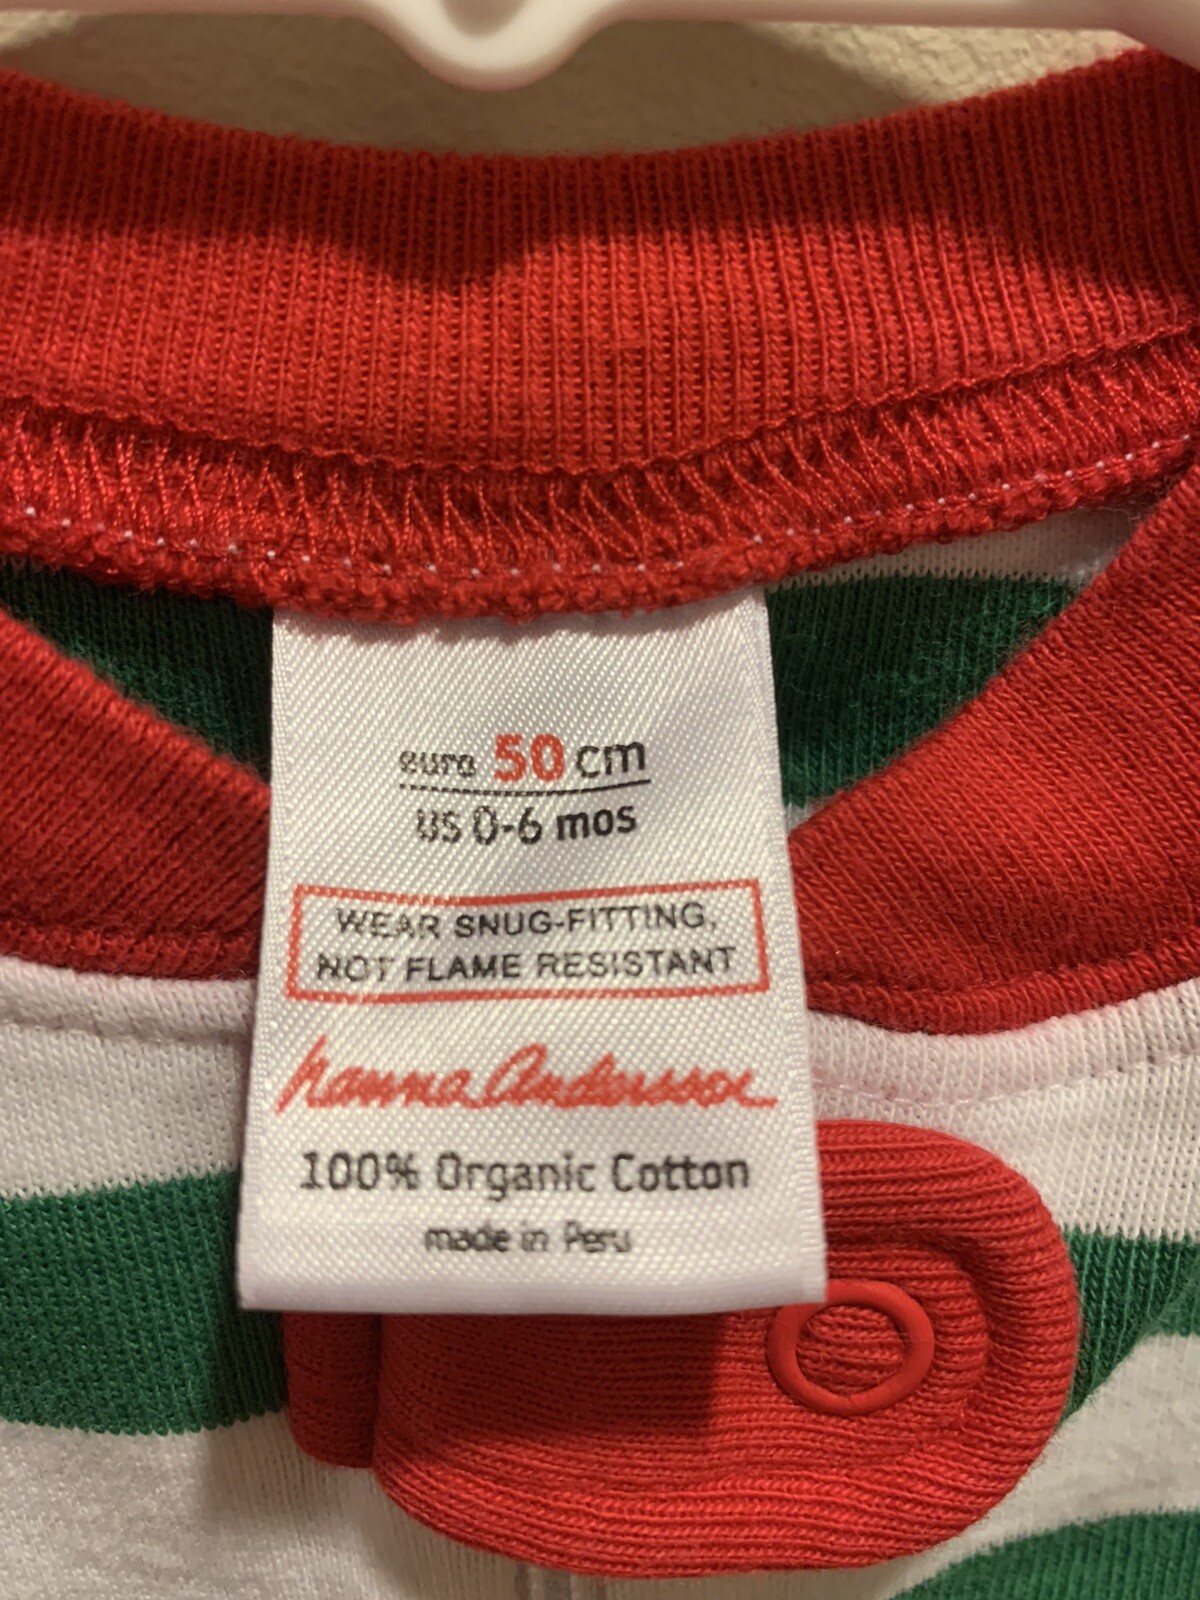 euro 50 cm
US 0-6 mos
WEAR SNUG-FITTING,
NOT FLAME RESISTANT
hanna Andersson
100% Organic Cotton
made in Peru